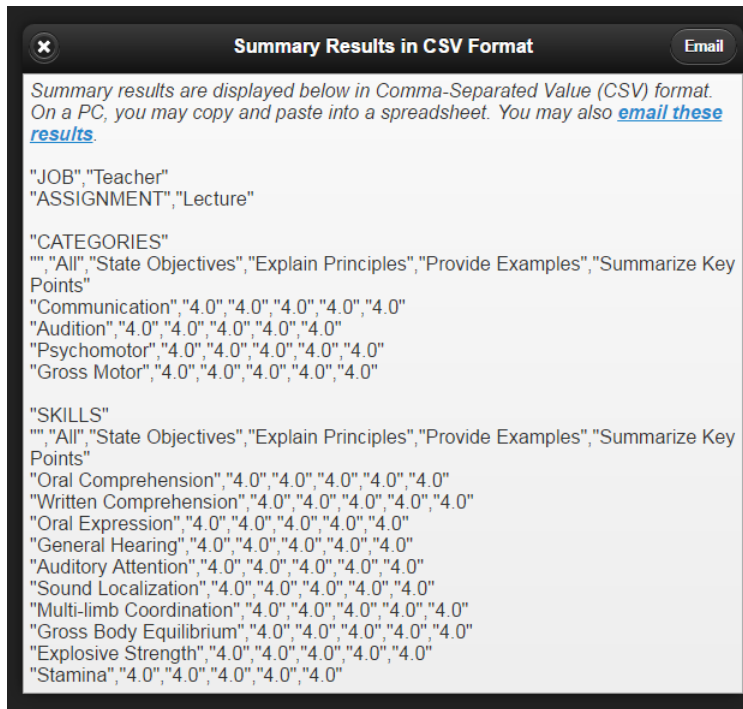 Summary Results in CSV Format
Email
Summary results are displayed below in Comma-Separated Value (CSV) format.
On a PC, you may copy and paste into a spreadsheet. You may also email these
results.
"JOB","Teacher"
"ASSIGNMENT","Lecture"
"CATEGORIES"
"","All","State Objectives","Explain Principles","Provide Examples","Summarize Key
Points"
"Communication","4.0","4.0","4.0","4.0","4.0"
"Audition","4.0","4.0","4.0","4.0","4.0"
"Psychomotor","4.0","4.0","4.0","4.0","4.0"
"Gross Motor","4.0","4.0","4.0","4.0","4.0"
"SKILLS"
"","All","State Objectives","Explain Principles","Provide Examples","Summarize Key
Points"
"Oral Comprehension","4.0","4.0","4.0","4.0","4.0"
"Written Comprehension","4.0","4.0","4.0","4.0","4.0"
"Oral Expression","4.0","4.0","4.0","4.0","4.0"
"General Hearing","4.0","4.0","4.0","4.0","4.0"
"Auditory Attention","4.0","4.0","4.0","4.0","4.0"
"Sound Localization","4.0","4.0","4.0","4.0","4.0"
"Multi-limb Coordination","4.0","4.0","4.0","4.0","4.0"
"Gross Body Equilibrium","4.0","4.0","4.0","4.0","4.0"
"Explosive Strength","4.0","4.0","4.0","4.0","4.0"
"Stamina","4.0","4.0","4.0","4.0","4.0"